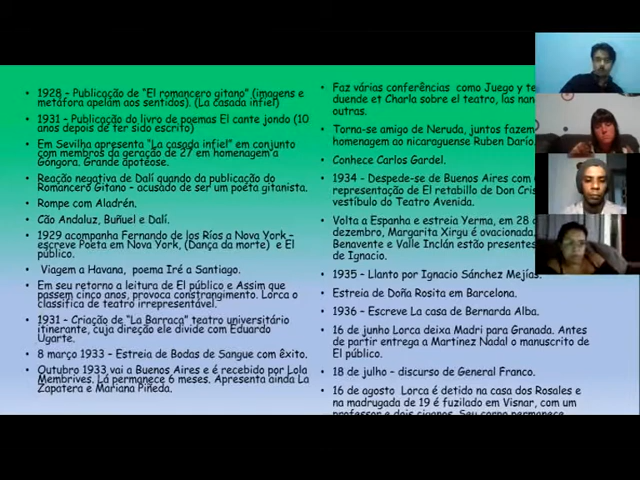 • 1928 – Publicação de "El romancero gitano" (imagens e
metáfora apelam aos sentidos). (La casada infiel)
• 1931 – Publicação do livro de poemas El cante jondo (10
anos depois de ter sido escrito)
• Em Sevilha apresenta "La casada infiel" em conjunto
com membros da geração de 27 em homenagem a
Góngora. Grande apoteose.
• Reação negativa de Dalí quando da publicação do
Romancero Gitano – acusado de ser um poeta gitanista.
• Rompe com Aladrén.
• Cão Andaluz, Buñuel e Dalí.
• 1929 acompanha Fernando de los Ríos a Nova York –
escreve Poeta em Nova York, (Dança da morte) e El
público.
• Viagem a Havana, poema Iré a Santiago.
• Em seu retorno a leitura de El público e Assim que
passem cinco anos, provoca constrangimento. Lorca o
classifica de teatro irrepresentável.
• 1931 – Criação de "La Barraca" teatro universitário
itinerante, cuja direção ele divide com Eduardo
Ugarte.
• 8 março 1933 – Estreia de Bodas de Sangue com êxito.
• Outubro 1933 vai a Buenos Aires e é recebido por Lola
Membrives. Lá permanece 6 meses. Apresenta ainda La
Zapatera e Mariana Piñeda.
• Faz várias conferências como Juego y te
duende et Charla sobre el teatro, las nan
outras.
• Torna-se amigo de Neruda, juntos fazem
homenagem ao nicaraguense Ruben Dario.
• Conhece Carlos Gardel.
• 1934 - Despede-se de Buenos Aires com
representação de El retabillo de Don Cris
vestíbulo do Teatro Avenida.
• Volta a Espanha e estreia Yerma, em 28 d
dezembro, Margarita Xirgu é ovacionada,
Benavente e Valle Inclán estão presentes
de Ignacio.
• 1935 – Llanto por Ignacio Sánchez Mejías.
• Estreia de Doña Rosita em Barcelona.
• 1936 – Escreve La casa de Bernarda Alba.
• 16 de junho Lorca deixa Madri para Granada. Antes
de partir entrega a Martinez Nadal o manuscrito de
El público.
• 18 de julho – discurso de General Franco.
• 16 de agosto Lorca é detido na casa dos Rosales e
na madrugada de 19 é fuzilado em Visnar, com um
professor e dois ciganos. Seu corpo permanece